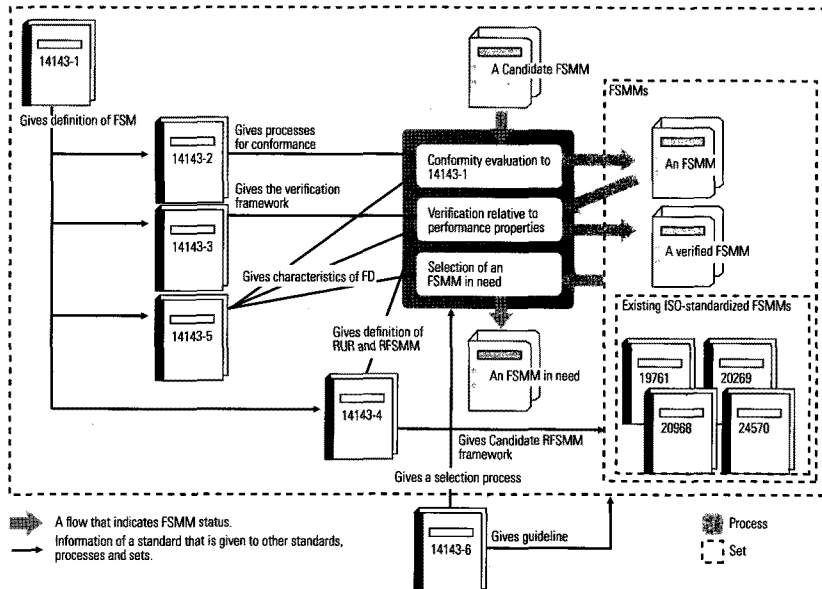 14143-1
Gives definition of FSM
A Candidate FSMM
FSMMs
14143-2
Gives processes
for conformance
Conformity evaluation to
14143-1
An FSMM
Gives the verification
framework
14143-3
Verification relative to
performance properties
A verified FSMM
Gives characteristics of FD
Selection of an
FSMM in need
14143-5
Existing ISO-standardized FSMMs
Gives definition of
RUR and RFSMM
An FSMM in need
19761
20269
20968
24570
14143-4
Gives Candidate RFSMM
framework
Gives a selection process
A flow that indicates FSMM status.
Information of a standard that is given to other standards,
processes and sets.
14143-6
Gives guideline
Process
Set